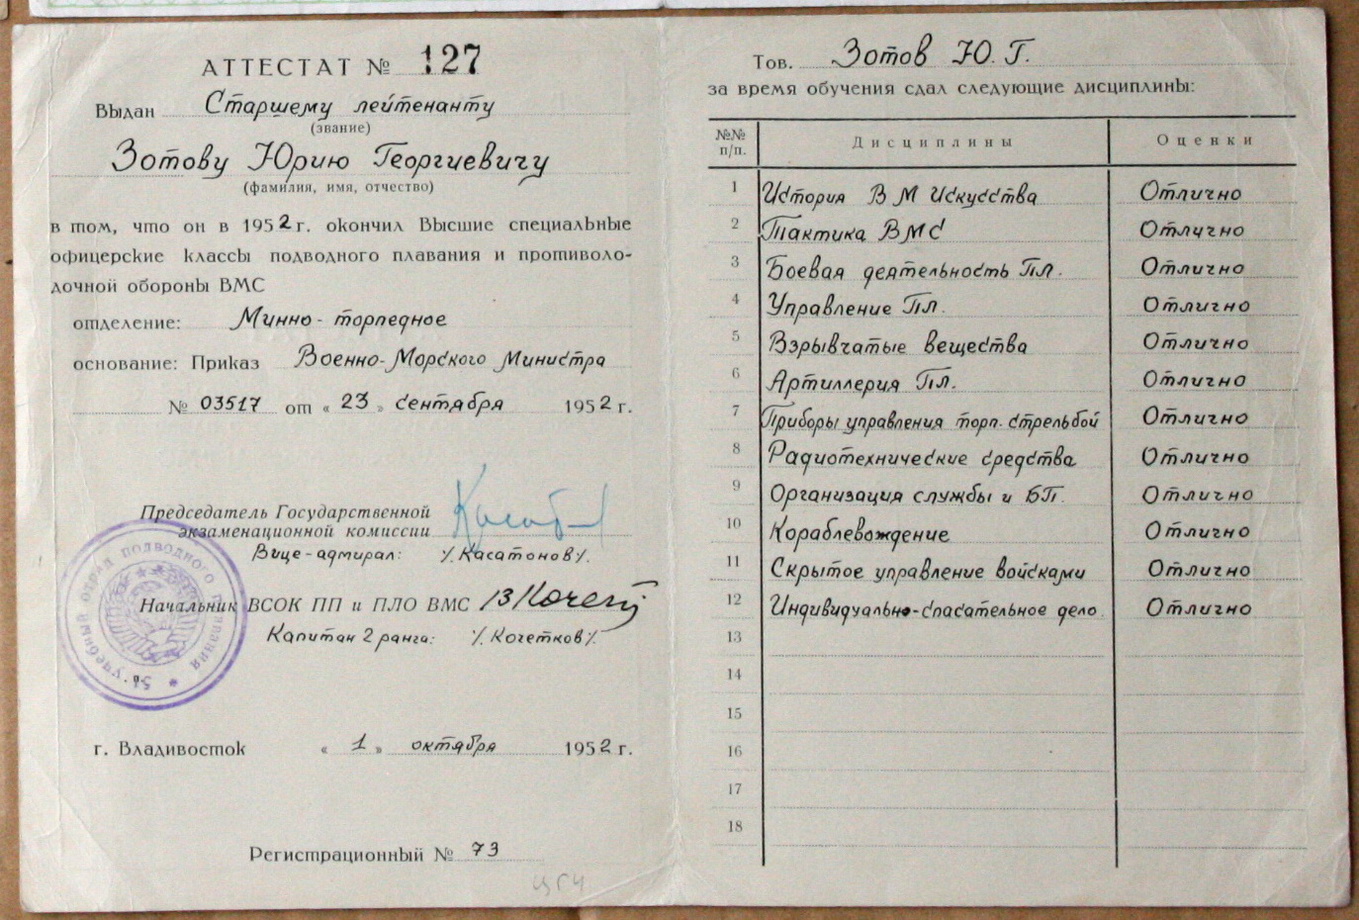 АТТЕСТАТ № 127
Выдан Старшему лейтенанту
(звание)
Зотову Юрию Георгиевичу
(фамилия, имя, отчество)
в том, что он в 1952 г. окончил Высшие специальные
офицерские классы подводного плавания и противоло-
дочной обороны ВМС
отделение: Минно-торпедное
основание: Приказ Военно-Морского Министра
№ 03517 от « 23 » сентября 1952 г.
Председатель Государственной
экзаменационной комиссии
Вице-адмирал: /.Касатонов/.
Начальник ВСОК ПП и ПЛО ВМС
Капитан 2 ранга: /.Кочетков/.
учебный отряд подводного плавания
г. Владивосток « 1 » октября 1952 г.
Регистрационный № 73
Тов. Зотов Ю. Г.
за время обучения сдал следующие дисциплины:
№№ п/п. Дисциплины Оценки
1 История ВМ Искусства Отлично
2 Тактика ВМС Отлично
3 Боевая деятельность ПЛ. Отлично
4 Управление ПЛ. Отлично
5 Взрывчатые вещества Отлично
6 Артиллерия ПЛ. Отлично
7 Приборы управления торп. стрельбой Отлично
8 Радиотехнические средства Отлично
9 Организация службы и БП. Отлично
10 Кораблевождение Отлично
11 Скрытое управление войсками Отлично
12 Индивидуально-спасательное дело. Отлично
13
14
15
16
17
18